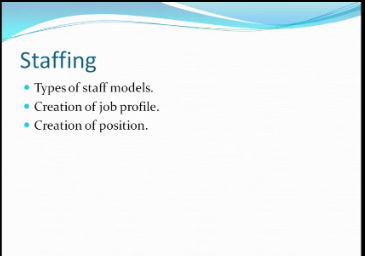 Staffing
Types of staff models.
Creation of job profile.
Creation of position.